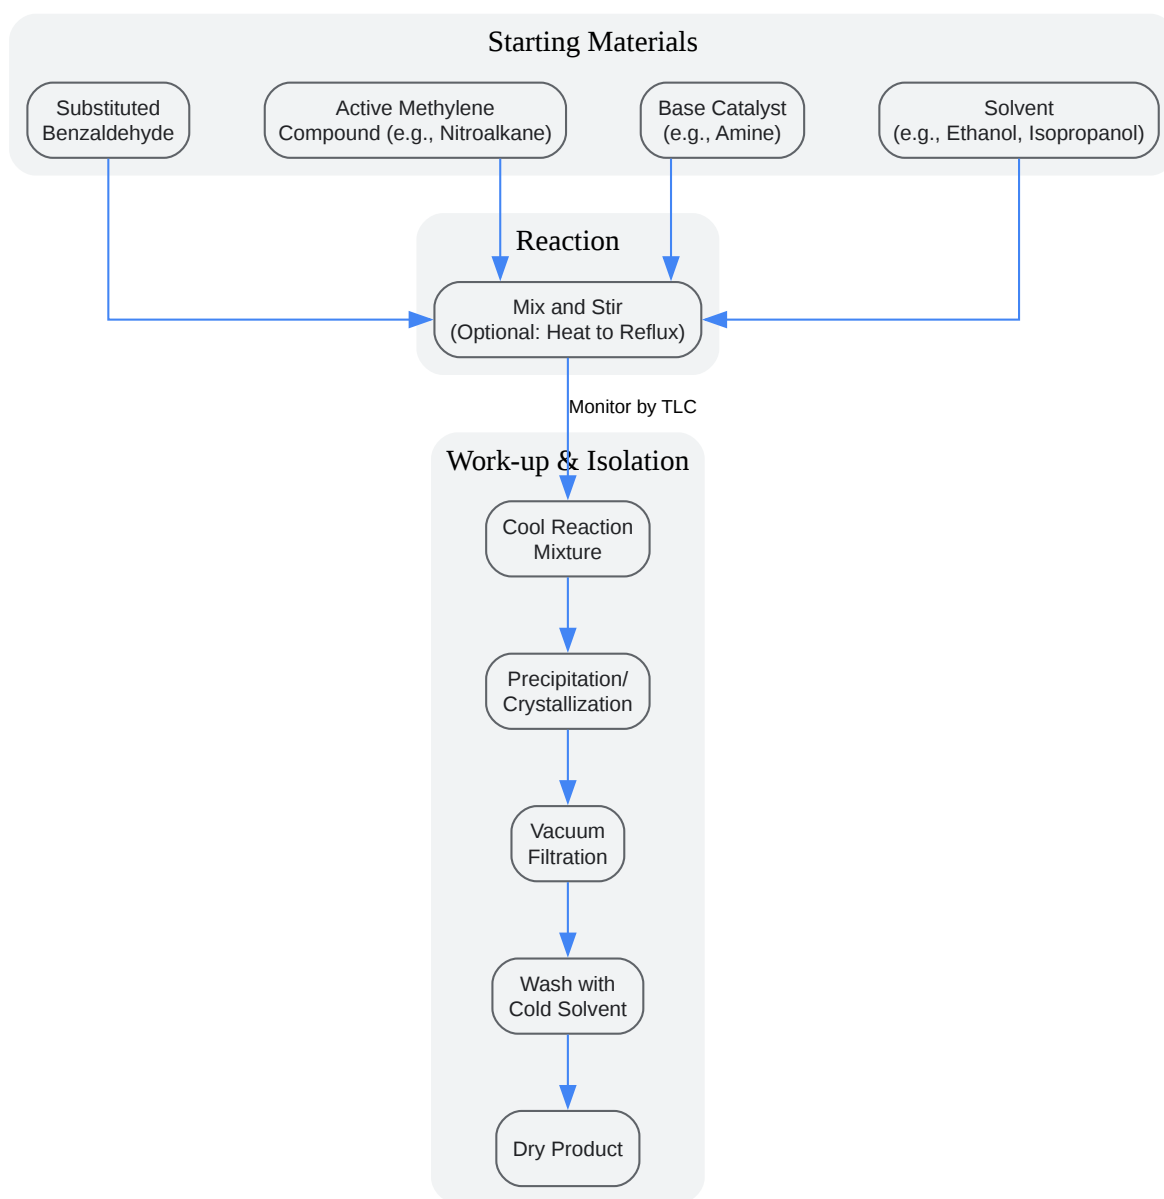 Starting Materials
Substituted
Benzaldehyde
Active Methylene
Compound (e.g., Nitroalkane)
Base Catalyst
(e.g., Amine)
Solvent
(e.g., Ethanol, Isopropanol)
Reaction
Mix and Stir
(Optional: Heat to Reflux)
Monitor by TLC
Work-up & Isolation
Cool Reaction
Mixture
Precipitation/
Crystallization
Vacuum
Filtration
Wash with
Cold Solvent
Dry Product